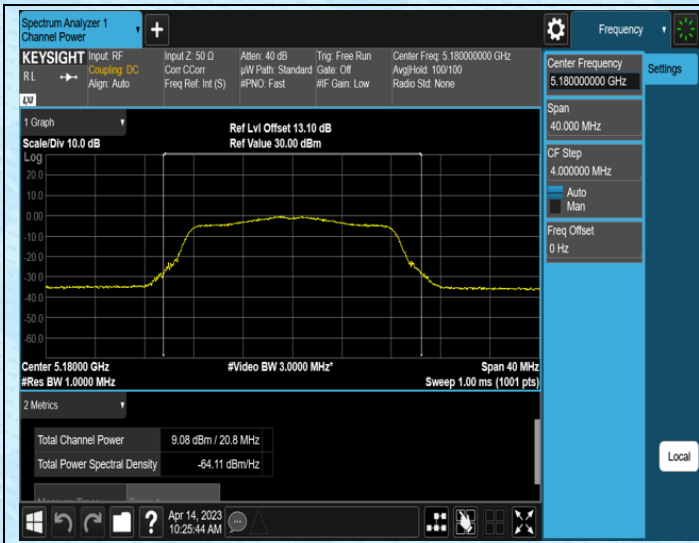 Spectrum Analyzer 1
Channel Power
+
Frequency
KEYSIGHT
RL
LXI
Input: RF
Coupling: DC
Align: Auto
Input Z: 50 Ω
Corr CCorr
Freq Ref: Int (S)
Atten: 40 dB
µW Path: Standard
#PNO: Fast
Trig: Free Run
Gate: Off
#IF Gain: Low
Center Freq: 5.180000000 GHz
Avg|Hold: 100/100
Radio Std: None
Center Frequency
5.180000000 GHz
Settings
Span
40.000 MHz
CF Step
4.000000 MHz
Auto
Man
Freq Offset
0 Hz
1 Graph
Scale/Div 10.0 dB
Ref Lvl Offset 13.10 dB
Ref Value 30.00 dBm
Log
20.0
10.0
0.00
-10.0
-20.0
-30.0
-40.0
-50.0
-60.0
Center 5.18000 GHz
#Res BW 1.0000 MHz
#Video BW 3.0000 MHz*
Span 40 MHz
Sweep 1.00 ms (1001 pts)
2 Metrics
Total Channel Power 9.08 dBm / 20.8 MHz
Total Power Spectral Density -64.11 dBm/Hz
Local
?
Apr 14, 2023
10:25:44 AM